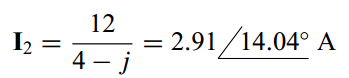 I₂ = 12 / (4 − j) = 2.91∠14.04° A